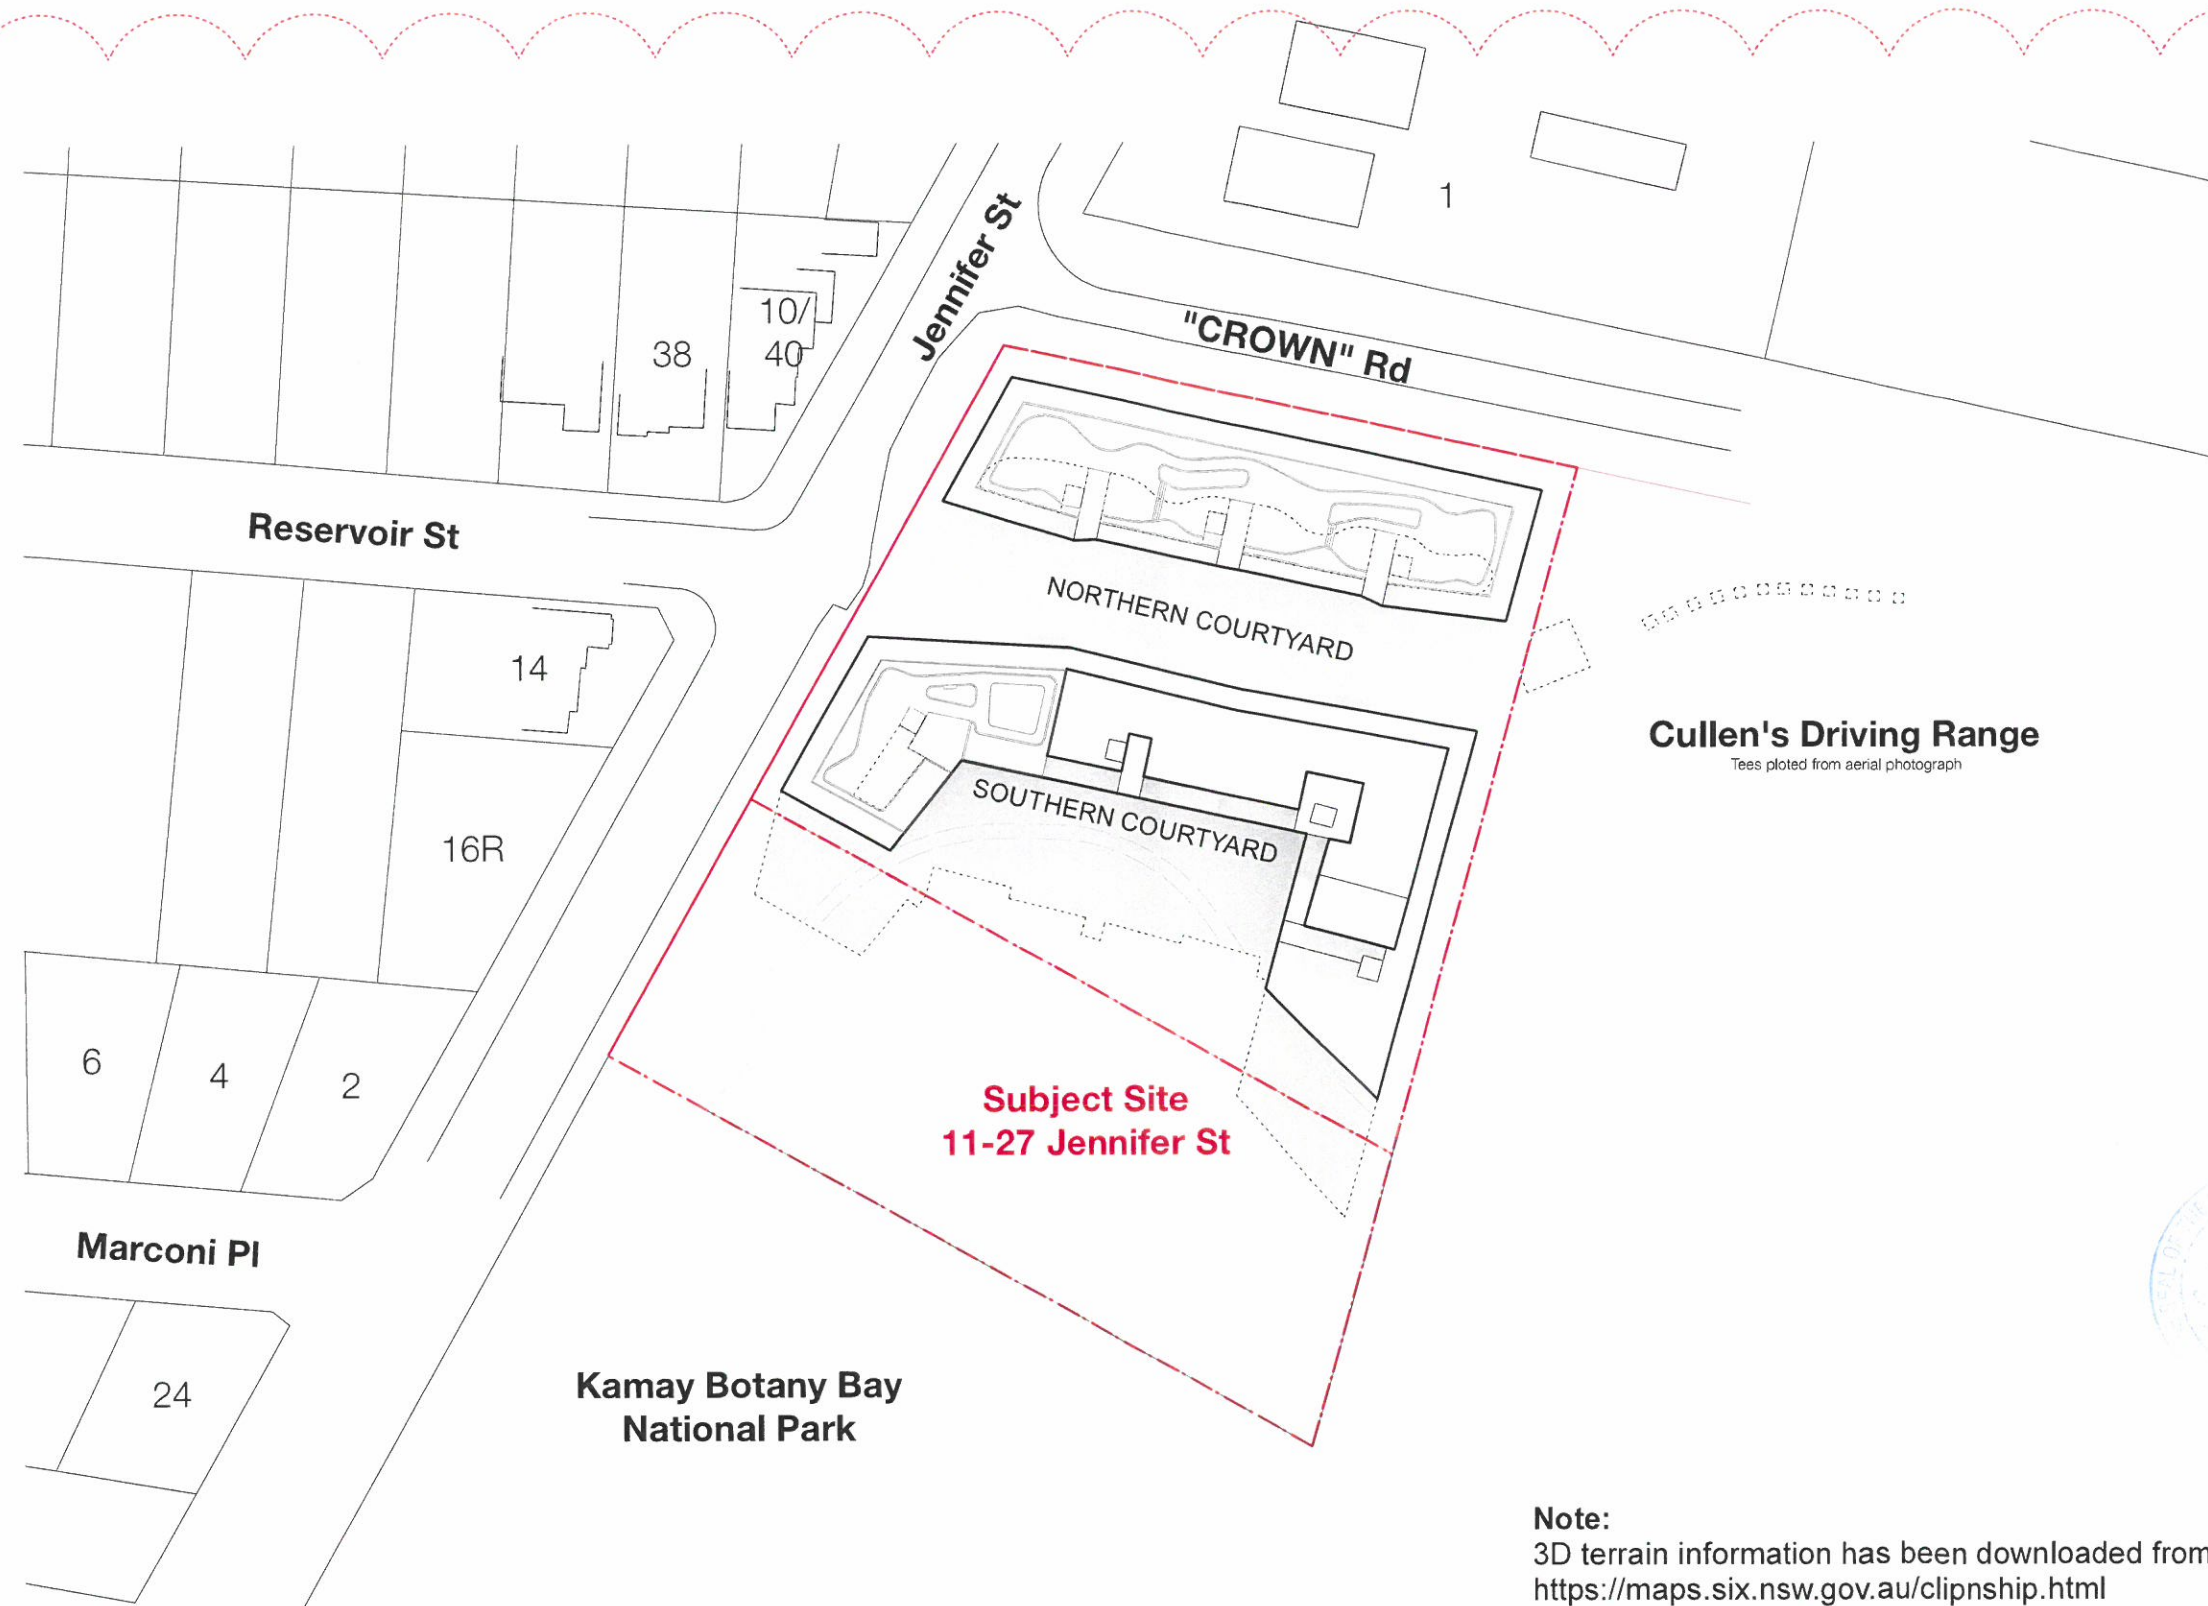 1
Jennifer St
"CROWN" Rd
10/
40
38
Reservoir St
NORTHERN COURTYARD
14
Cullen's Driving Range
Tees ploted from aerial photograph
SOUTHERN COURTYARD
16R
6
4
2
Subject Site
11-27 Jennifer St
Marconi Pl
24
Kamay Botany Bay
National Park
Note:
3D terrain information has been downloaded from
https://maps.six.nsw.gov.au/clipnship.html